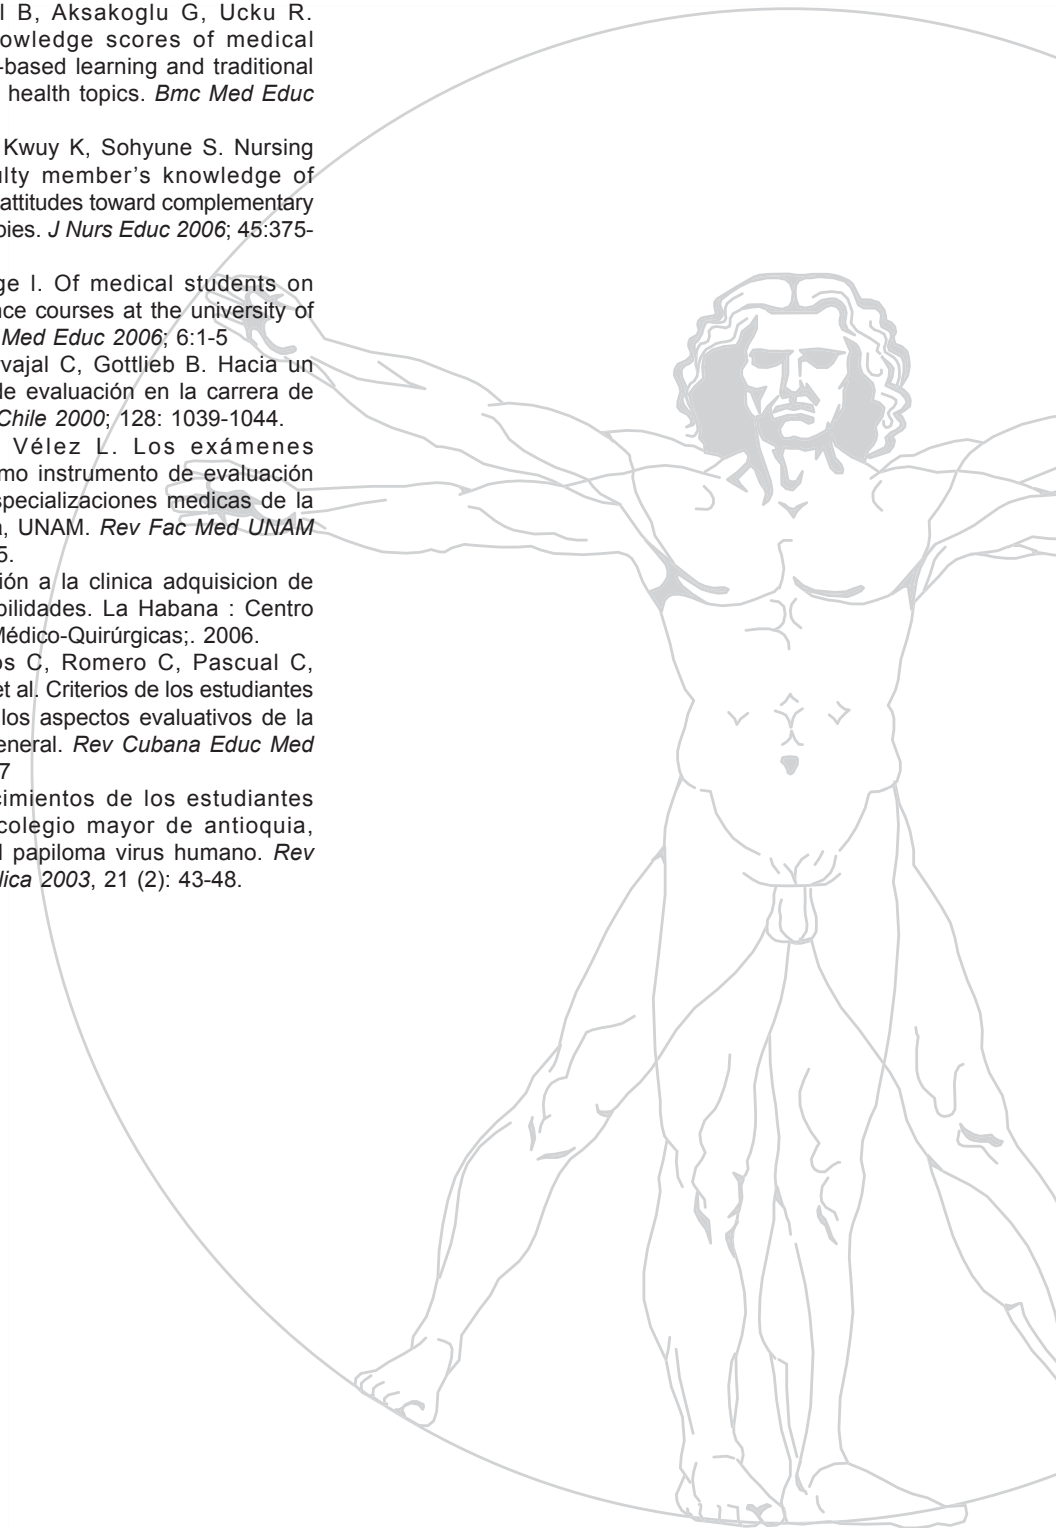 l B, Aksakoglu G, Ucku R.
owledge scores of medical
-based learning and traditional
health topics. Bmc Med Educ
Kwuy K, Sohyune S. Nursing
ulty member's knowledge of
attitudes toward complementary
pies. J Nurs Educ 2006; 45:375-
ge I. Of medical students on
nce courses at the university of
Med Educ 2006; 6:1-5
rvajal C, Gottlieb B. Hacia un
de evaluación en la carrera de
Chile 2000; 128: 1039-1044.
Vélez L. Los exámenes
mo instrumento de evaluación
specializaciones medicas de la
a, UNAM. Rev Fac Med UNAM
5.
ión a la clinica adquisicion de
bilidades. La Habana : Centro
Médico-Quirúrgicas;. 2006.
os C, Romero C, Pascual C,
et al. Criterios de los estudiantes
los aspectos evaluativos de la
eneral. Rev Cubana Educ Med
7
cimientos de los estudiantes
colegio mayor de antioquia,
l papiloma virus humano. Rev
lica 2003, 21 (2): 43-48.